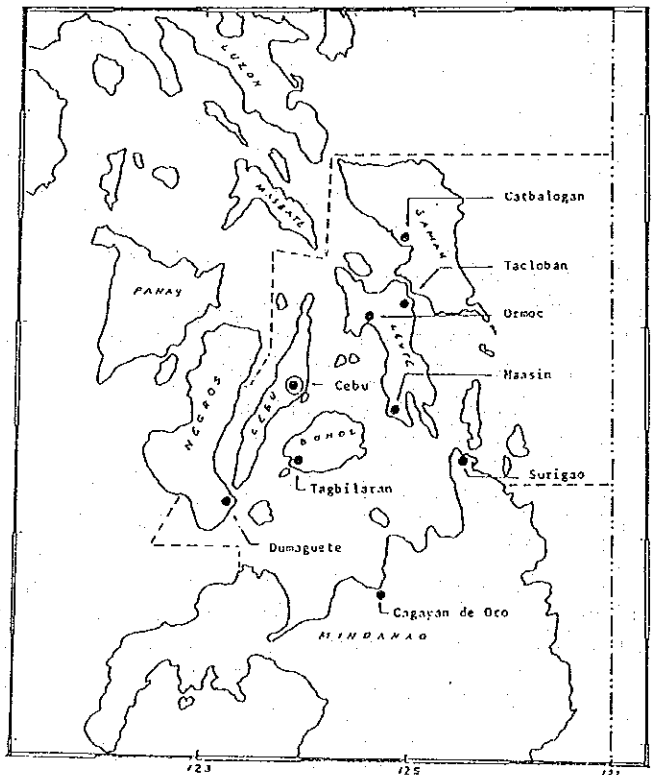 LUZON
MASBATE
Catbalogan
SAMAR
Tacloban
PANAY
Ormoc
LEYTE
Maasin
Cebu
CEBU
NEGROS
BOHOL
Surigao
Tagbilaran
Dumaguete
Cagayan de Oco
MINDANAO
123
125